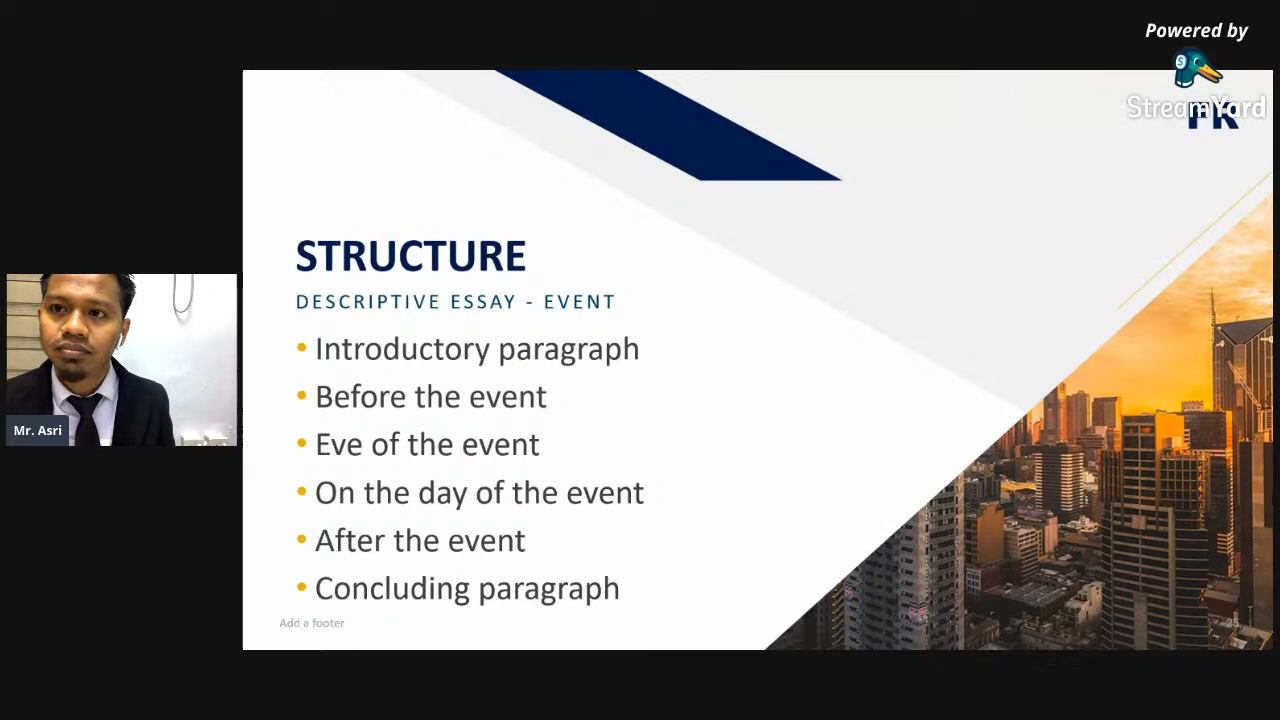 Powered by
StreamYard
FK
STRUCTURE
DESCRIPTIVE ESSAY - EVENT
• Introductory paragraph
• Before the event
• Eve of the event
• On the day of the event
• After the event
• Concluding paragraph
Mr. Asri
Add a footer